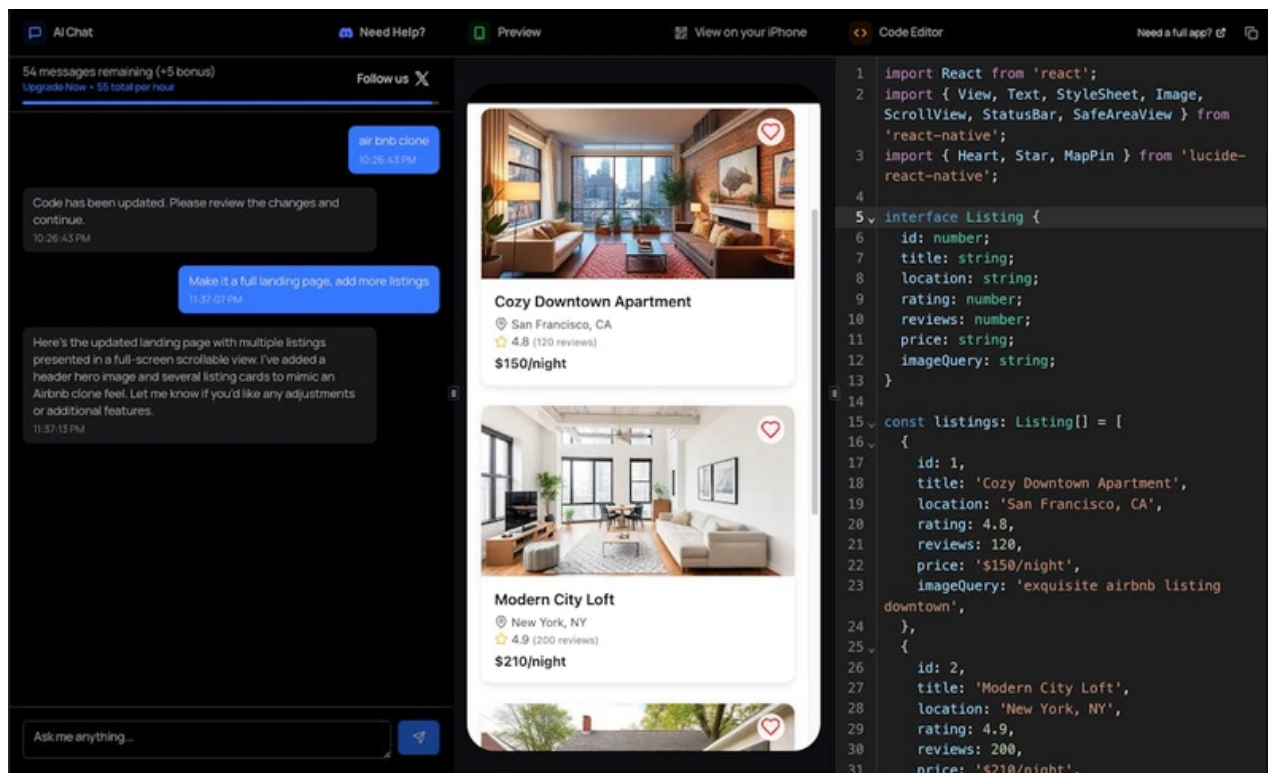 AI Chat
Need Help?
54 messages remaining (+5 bonus)
Upgrade Now • 55 total per hour
Follow us X
air bnb clone
10:26:43 PM
Code has been updated. Please review the changes and
continue.
10:26:43 PM
Make it a full landing page, add more listings
11:37:07 PM
Here's the updated landing page with multiple listings
presented in a full-screen scrollable view. I've added a
header hero image and several listing cards to mimic an
Airbnb clone feel. Let me know if you'd like any adjustments
or additional features.
11:37:13 PM
Ask me anything...
Preview
View on your iPhone
Cozy Downtown Apartment
San Francisco, CA
4.8 (120 reviews)
$150/night
Modern City Loft
New York, NY
4.9 (200 reviews)
$210/night
Code Editor
Need a full app?
1 import React from 'react';
2 import { View, Text, StyleSheet, Image,
ScrollView, StatusBar, SafeAreaView } from
'react-native';
3 import { Heart, Star, MapPin } from 'lucide-
react-native';
4
5 interface Listing {
6 id: number;
7 title: string;
8 location: string;
9 rating: number;
10 reviews: number;
11 price: string;
12 imageQuery: string;
13 }
14
15 const listings: Listing[] = [
16 {
17 id: 1,
18 title: 'Cozy Downtown Apartment',
19 location: 'San Francisco, CA',
20 rating: 4.8,
21 reviews: 120,
22 price: '$150/night',
23 imageQuery: 'exquisite airbnb listing
downtown',
24 },
25 {
26 id: 2,
27 title: 'Modern City Loft',
28 location: 'New York, NY',
29 rating: 4.9,
30 reviews: 200,
31 price: '$210/night',